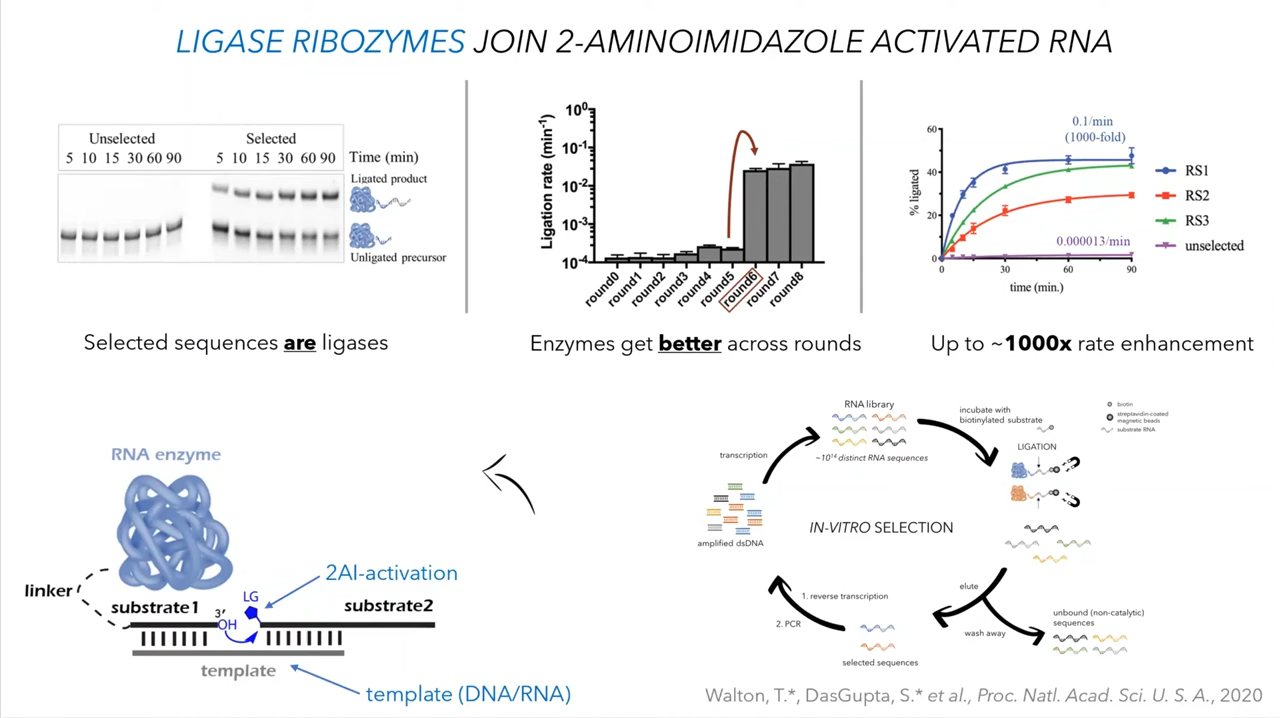 LIGASE RIBOZYMES JOIN 2-AMINOIMIDAZOLE ACTIVATED RNA
Unselected Selected
5 10 15 30 60 90 5 10 15 30 60 90 Time (min)
Ligated product
Unligated precursor
Selected sequences are ligases
Ligation rate (min-1)
10^0
10^-1
10^-2
10^-3
10^-4
round0 round1 round2 round3 round4 round5 round6 round7 round8
Enzymes get better across rounds
% ligated
60
40
20
0
0 30 60 90
time (min.)
0.1/min
(1000-fold)
0.000013/min
RS1
RS2
RS3
unselected
Up to ~1000x rate enhancement
RNA enzyme
linker
substrate1
3'
OH
LG
2AI-activation
substrate2
template
template (DNA/RNA)
RNA library
~10^14 distinct RNA sequences
incubate with
biotinylated substrate
biotin
streptavidin-coated
magnetic beads
substrate RNA
LIGATION
transcription
amplified dsDNA
IN-VITRO SELECTION
elute
wash away
unbound (non-catalytic)
sequences
1. reverse transcription
2. PCR
selected sequences
Walton, T.*, DasGupta, S.* et al., Proc. Natl. Acad. Sci. U. S. A., 2020